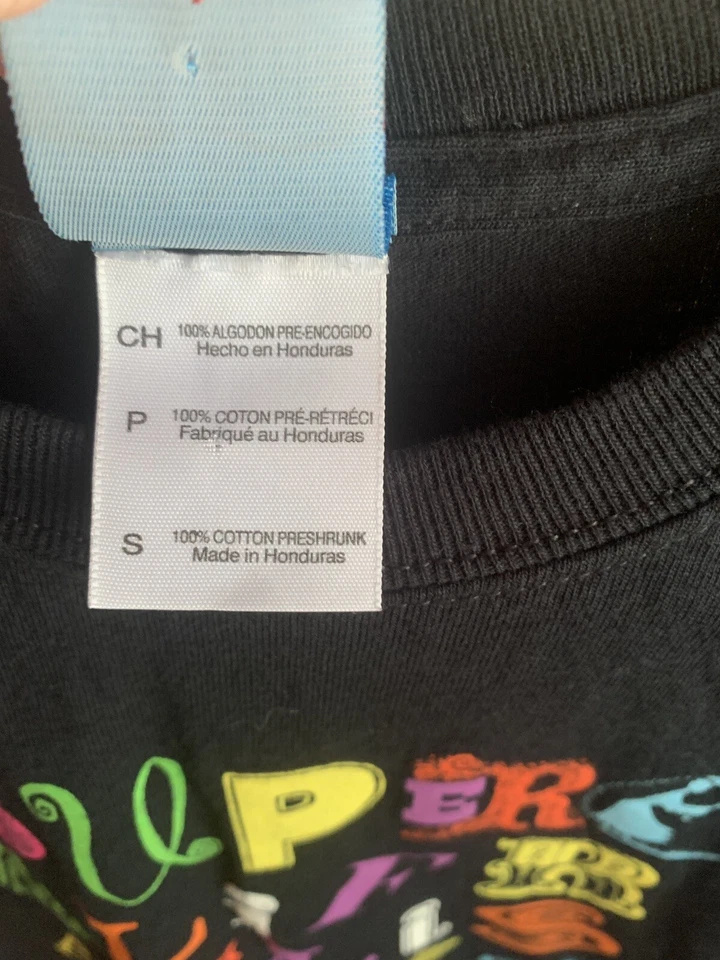 CH 100% ALGODON PRE-ENCOGIDO
Hecho en Honduras
P 100% COTON PRÉ-RÉTRÉCI
Fabriqué au Honduras
S 100% COTTON PRESHRUNK
Made in Honduras
UPERC